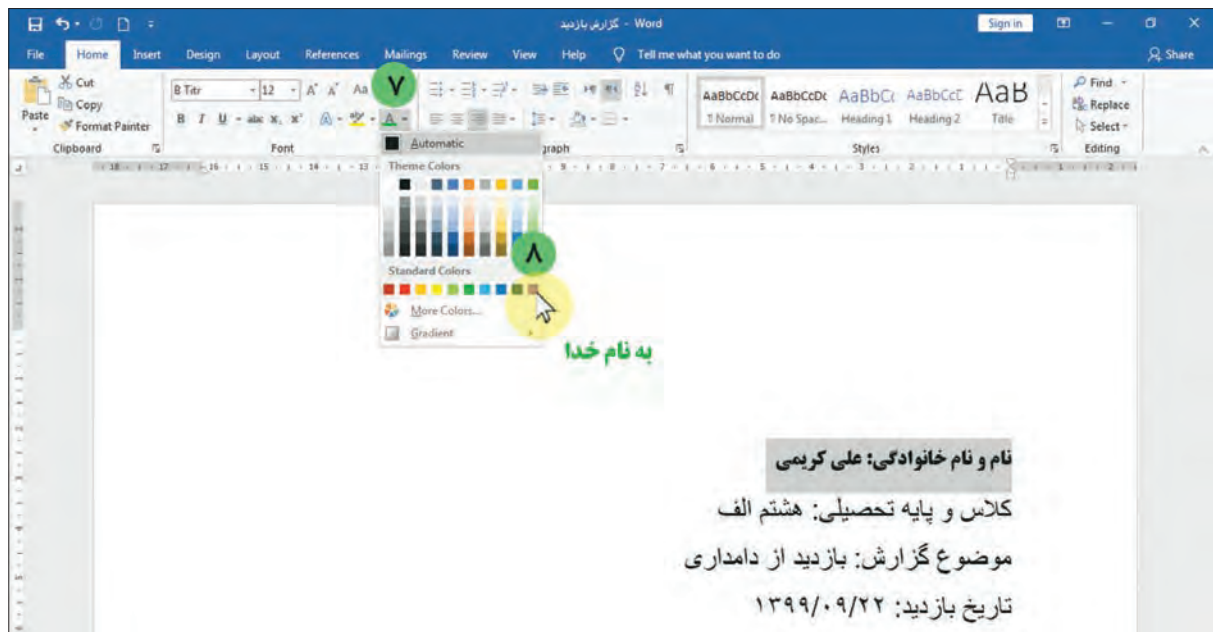 گزارش بازدید - Word
Sign in
File Home Insert Design Layout References Mailings Review View Help Tell me what you want to do Share
Cut
Copy
Format Painter
Paste
Clipboard
B Titr 12
Aa
B I U abc X₂ X²
Font
۷
¶
AaBbCcDc AaBbCcDc AaBbCc AaBbCcC AaB
¶ Normal ¶ No Spac... Heading 1 Heading 2 Title
Styles
Find
Replace
Select
Editing
Automatic
Theme Colors
۸
Standard Colors
More Colors...
Gradient
به نام خدا
نام و نام خانوادگی: علی کریمی
کلاس و پایه تحصیلی: هشتم الف
موضوع گزارش: بازدید از دامداری
تاریخ بازدید: ۱۳۹۹/۰۹/۲۲